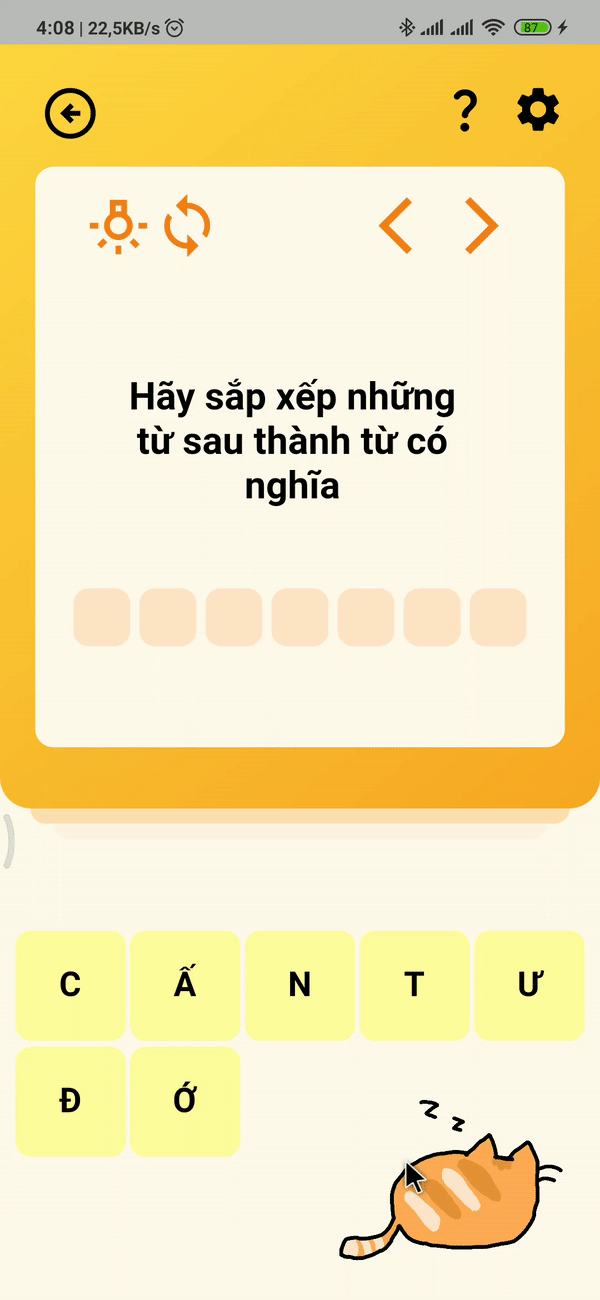 4:08 | 22,5KB/s
87
?
Hãy sắp xếp những
từ sau thành từ có
nghĩa
C Ấ N T Ư
Đ Ớ
z z